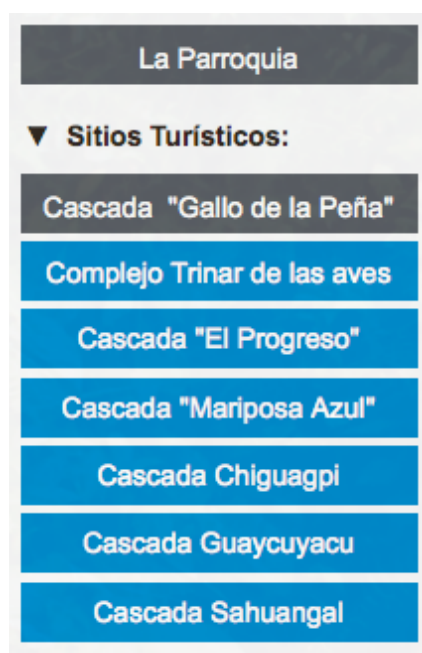 La Parroquia
▼ Sitios Turísticos:
Cascada "Gallo de la Peña"
Complejo Trinar de las aves
Cascada "El Progreso"
Cascada "Mariposa Azul"
Cascada Chiguagpi
Cascada Guaycuyacu
Cascada Sahuangal